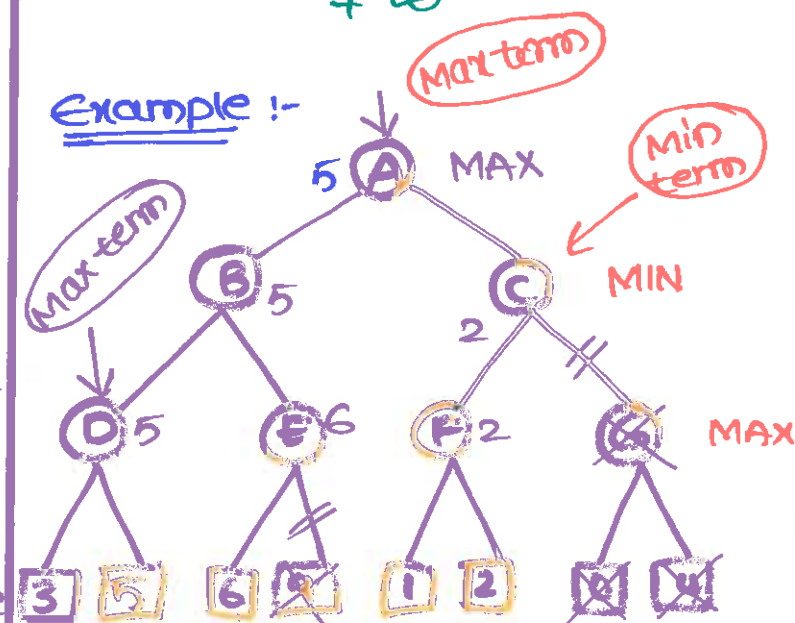 Max term
Example :-
5 A MAX
Min
term
Max term
B 5
C
MIN
2
D 5
E 6
F 2
G
MAX
3 5 6 1 2